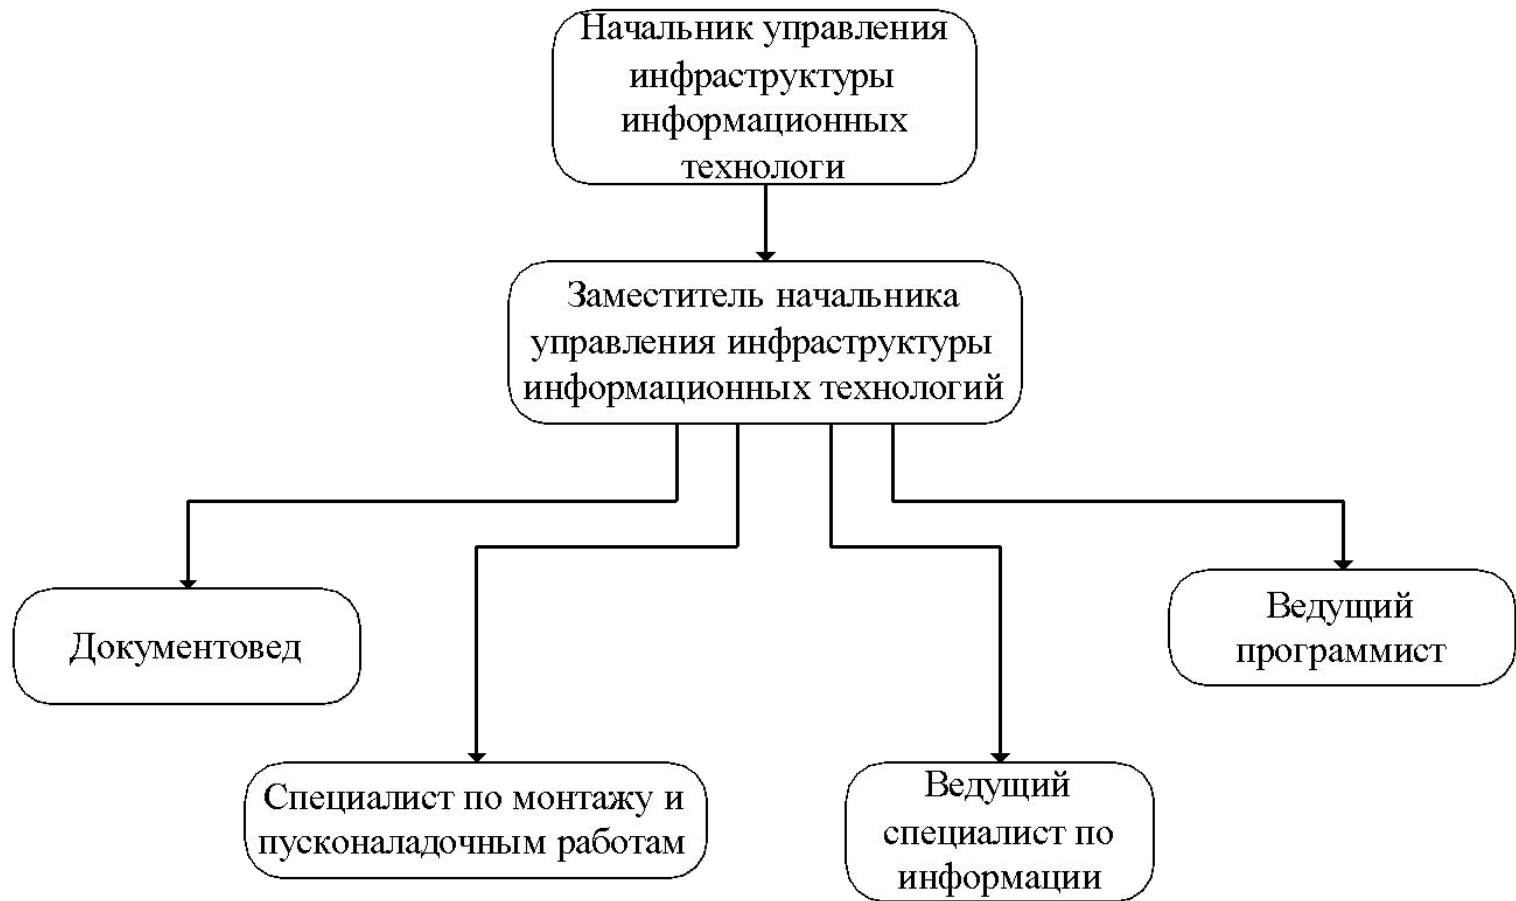 Начальник управления
инфраструктуры
информационных
технологи
Заместитель начальника
управления инфраструктуры
информационных технологий
Документовед
Ведущий
программист
Специалист по монтажу и
пусконаладочным работам
Ведущий
специалист по
информации